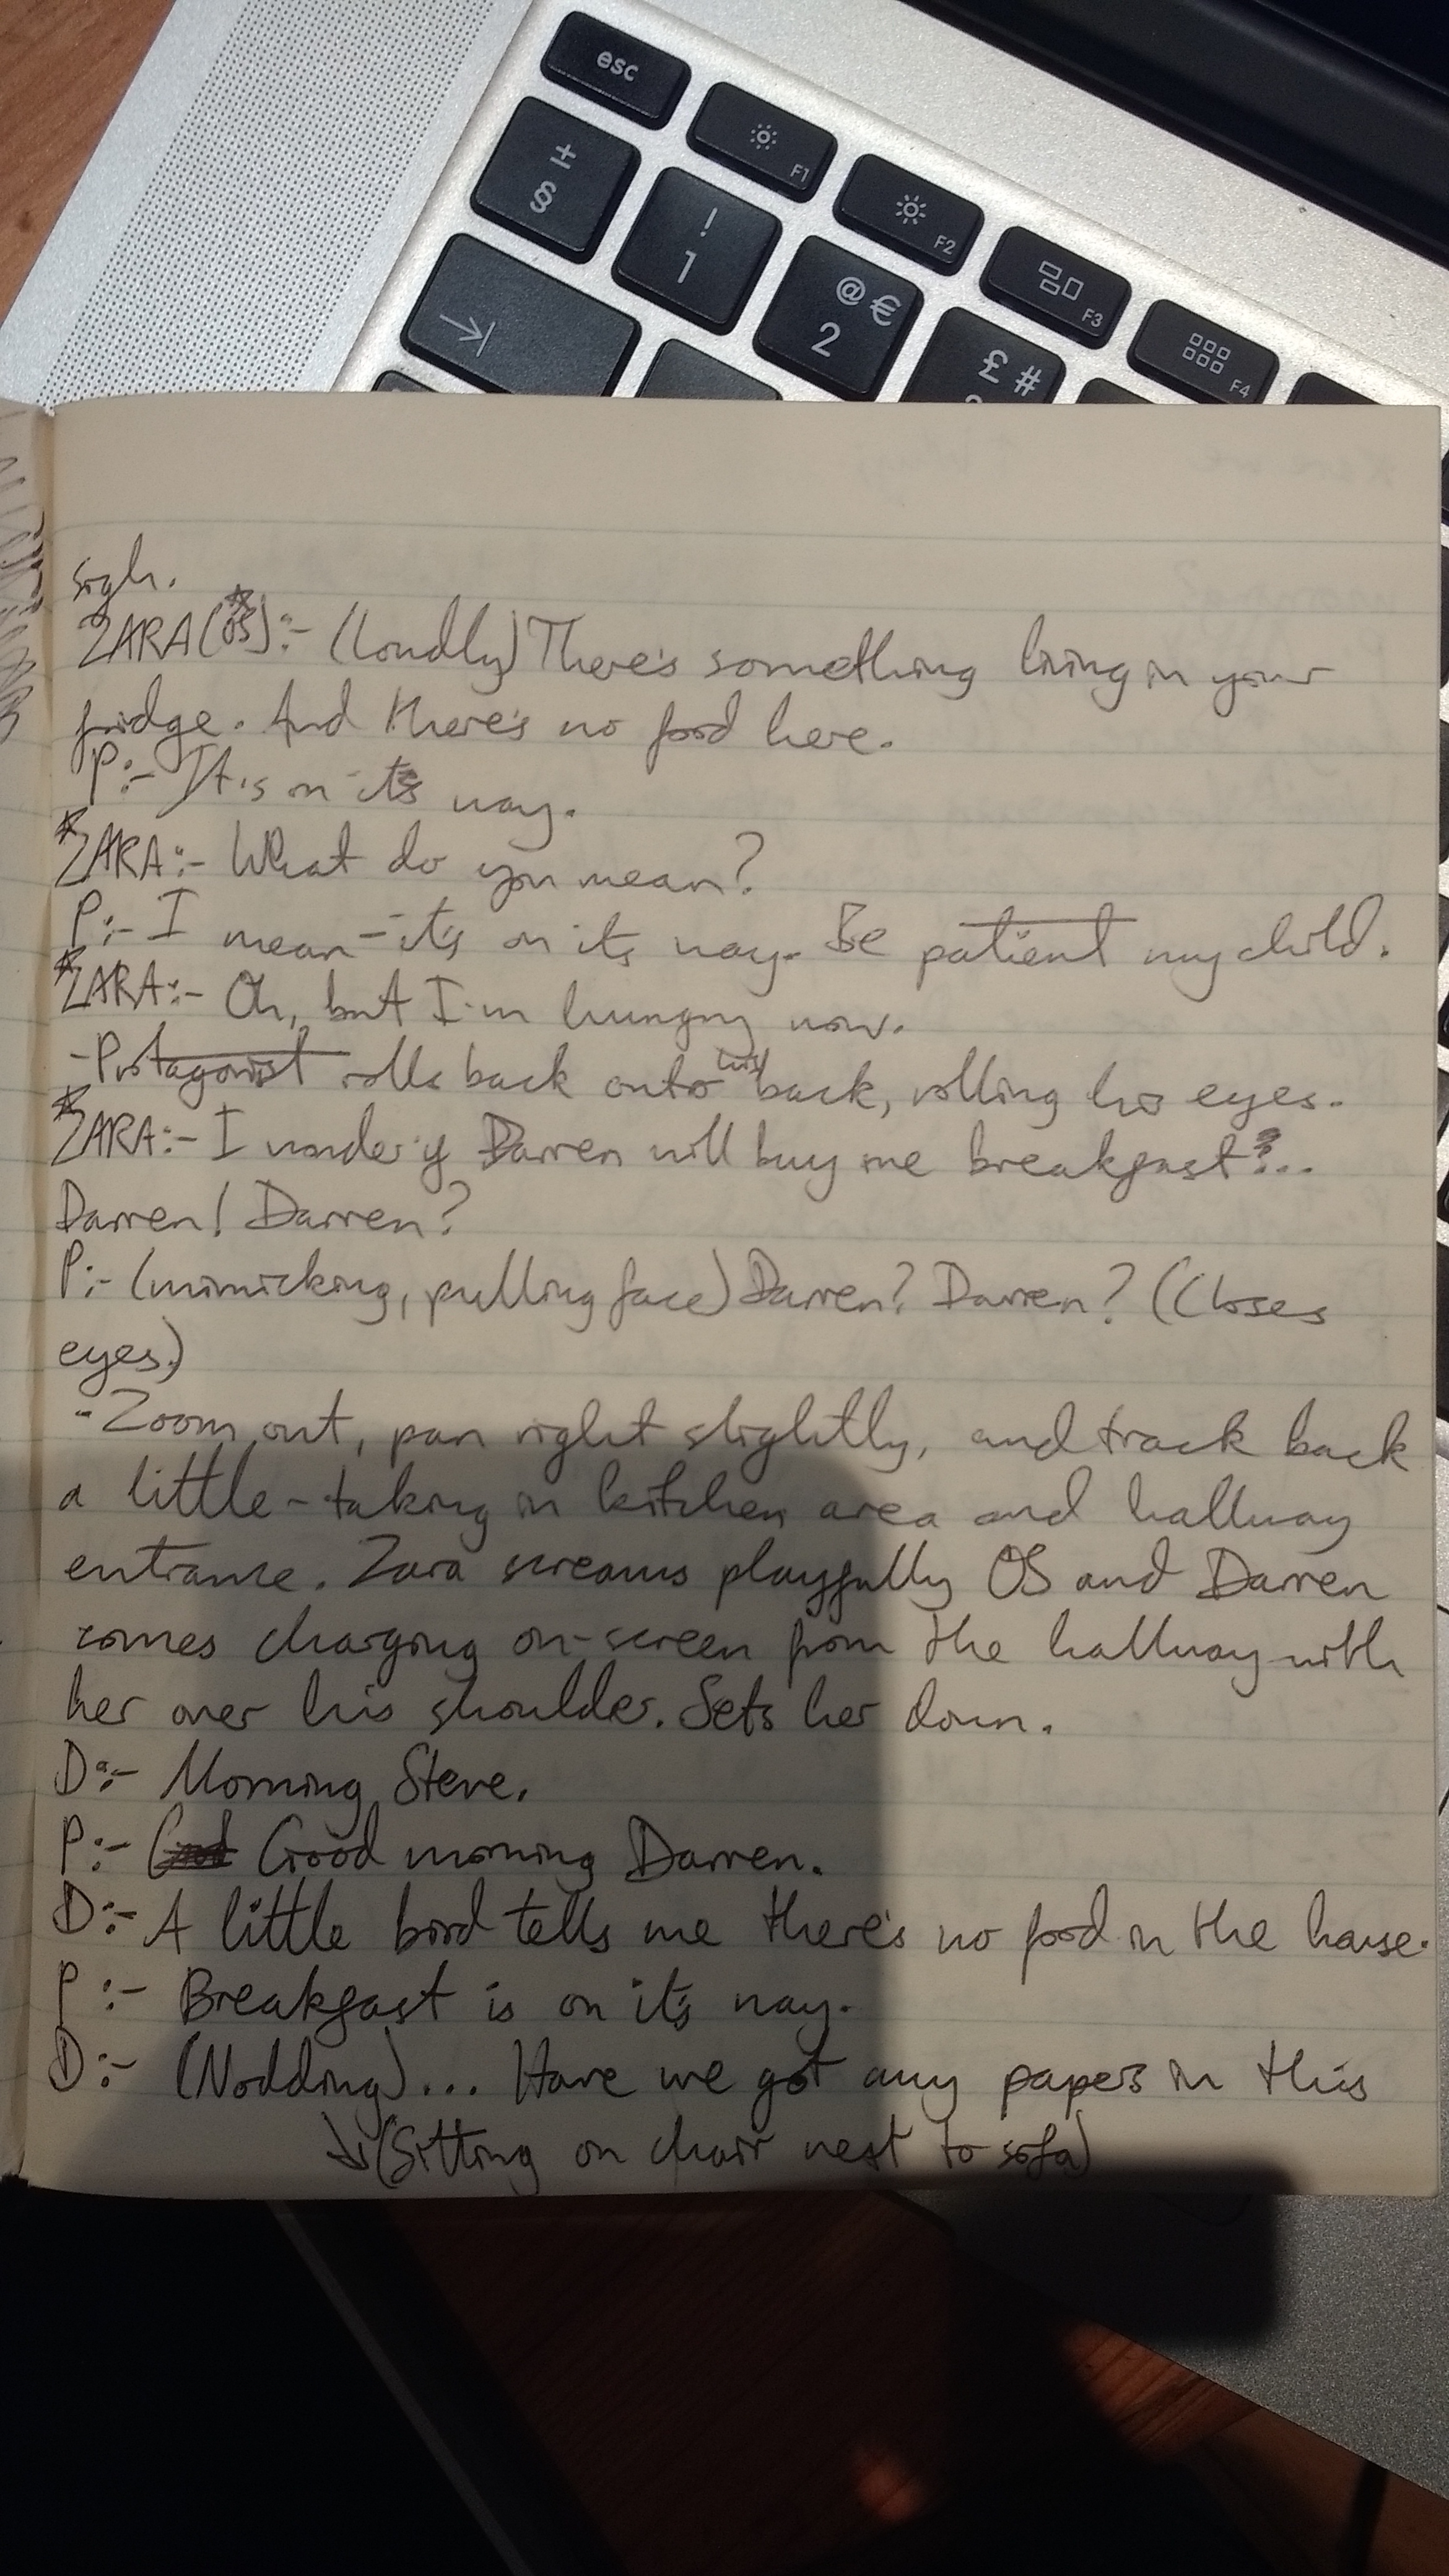 esc
F1
F2
F3
F4
±
§
!
1
@ €
2
£ #
sigh.
ZARA(OS*):- (Loudly) There's something living in your
fridge. And there's no food here.
P:- It's on its way.
*ZARA:- What do you mean?
P:- I mean - it's on its way. Be patient my child.
*ZARA:- Oh, but I'm hungry now.
- Protagonist rolls back onto his back, rolling his eyes.
*ZARA:- I wonder if Darren will buy me breakfast?...
Darren! Darren?
P:- (mimicking, pulling face) Darren? Darren? (Closes
eyes.)
- Zoom out, pan right slightly, and track back
a little - taking in kitchen area and hallway
entrance. Zara screams playfully OS and Darren
comes charging on-screen from the hallway with
her over his shoulder. Sets her down.
D:- Morning Steve.
P:- Good morning Darren.
D:- A little bird tells me there's no food in the house.
P:- Breakfast is on it's way.
D:- (Nodding)... Have we got any papers in this
↓(Sitting on chair next to sofa)